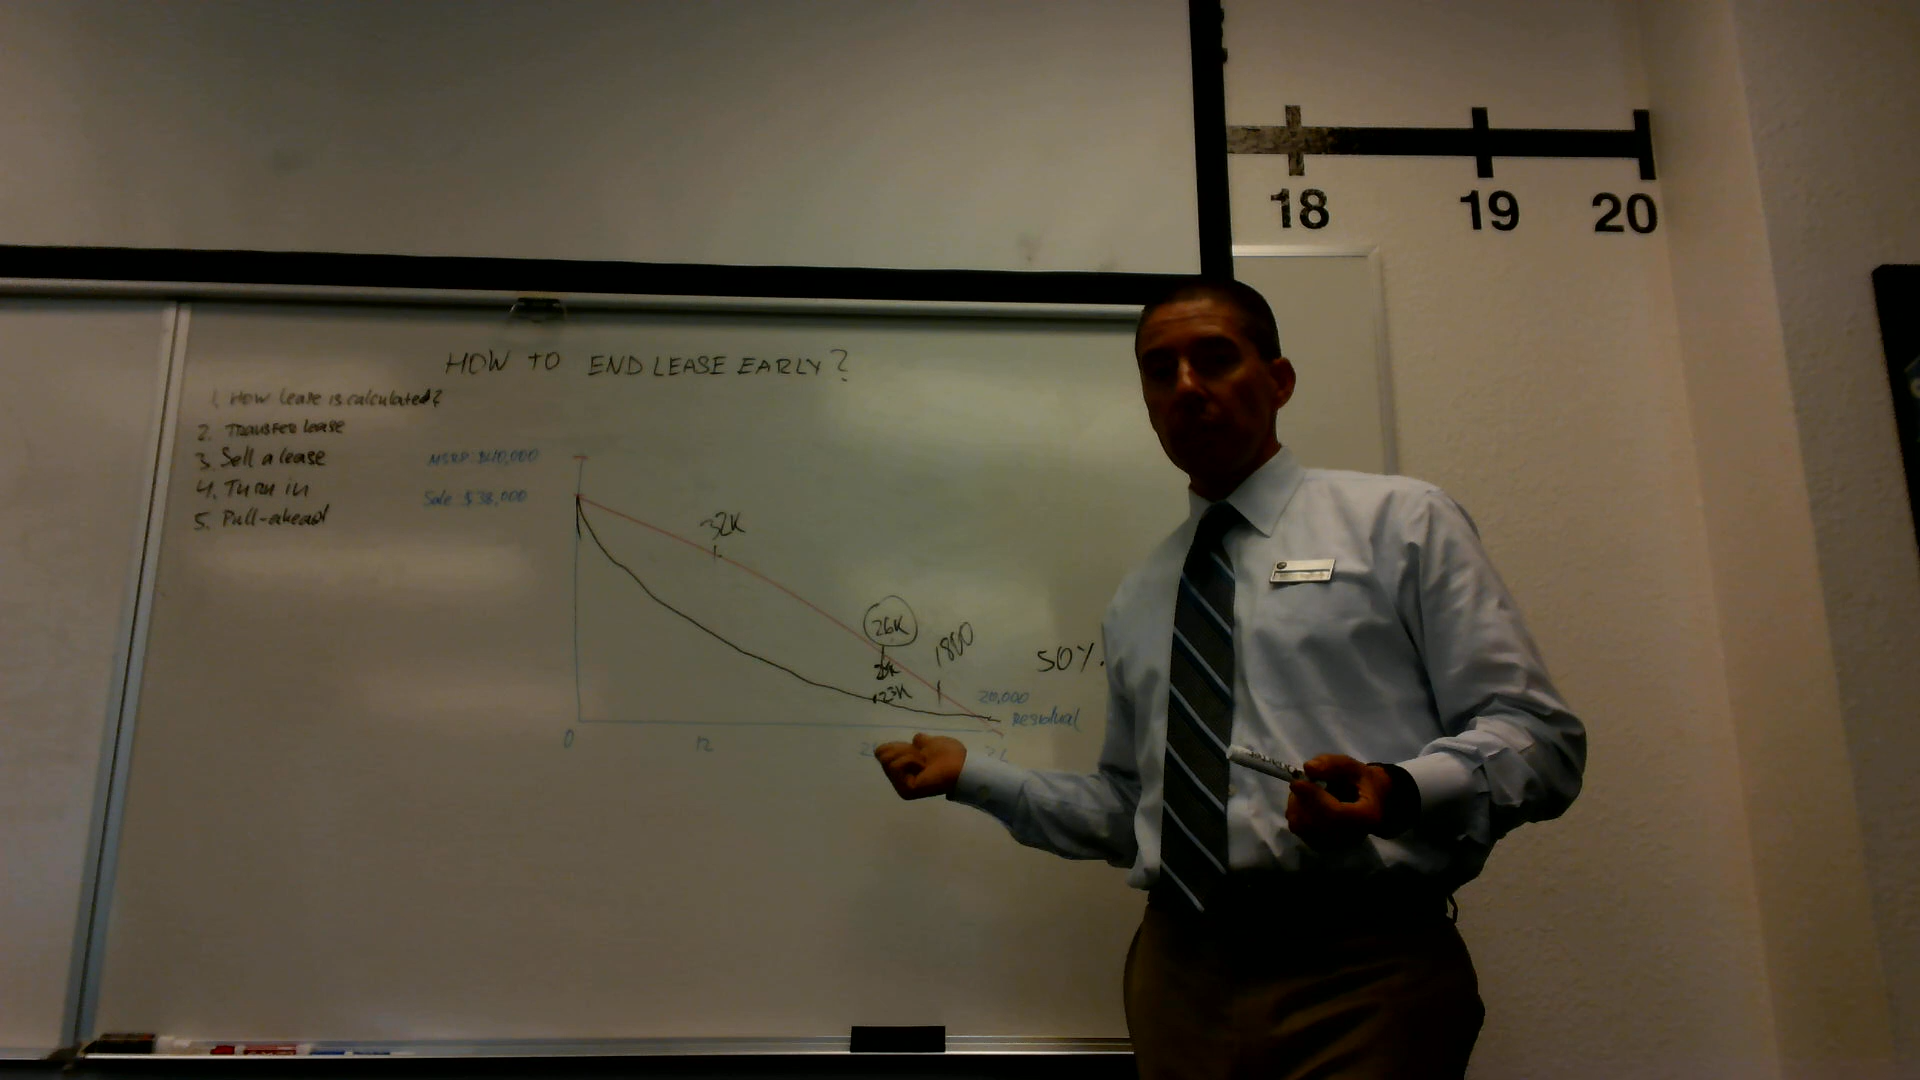 18 19 20
HOW TO END LEASE EARLY?
1. How lease is calculated?
2. Transfer lease
3. Sell a lease
4. Turn in
5. Pull-ahead
MSRP: $40,000
Sale $38,000
32K
26K
23K
1800
50%
20,000
Residual
0 12